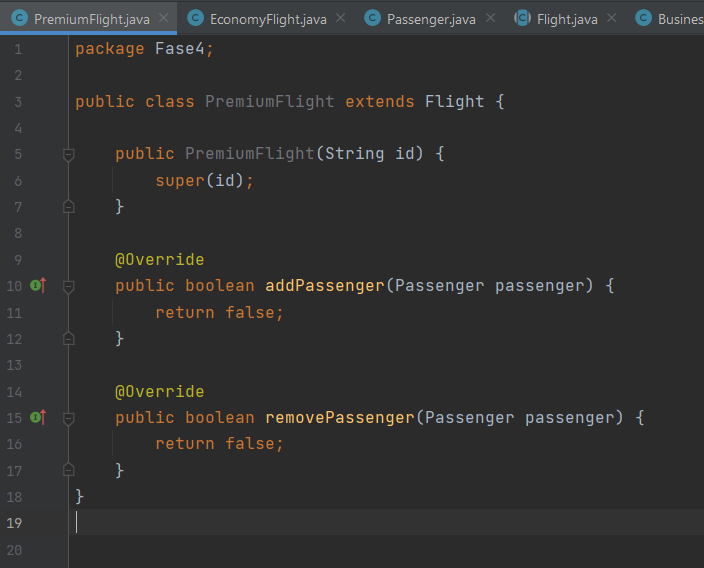 PremiumFlight.java EconomyFlight.java Passenger.java Flight.java Busines
1 package Fase4;
2
3 public class PremiumFlight extends Flight {
4
5 public PremiumFlight(String id) {
6 super(id);
7 }
8
9 @Override
10 public boolean addPassenger(Passenger passenger) {
11 return false;
12 }
13
14 @Override
15 public boolean removePassenger(Passenger passenger) {
16 return false;
17 }
18 }
19
20